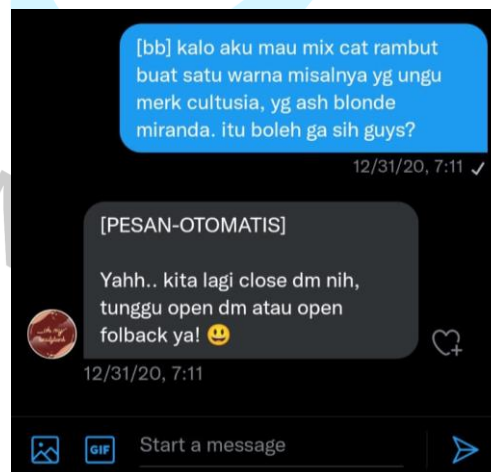 [bb] kalo aku mau mix cat rambut
buat satu warna misalnya yg ungu
merk cultusia, yg ash blonde
miranda. itu boleh ga sih guys?
12/31/20, 7:11 ✓
[PESAN-OTOMATIS]
Yahh.. kita lagi close dm nih,
tunggu open dm atau open
folback ya! 😃
12/31/20, 7:11
GIF
Start a message